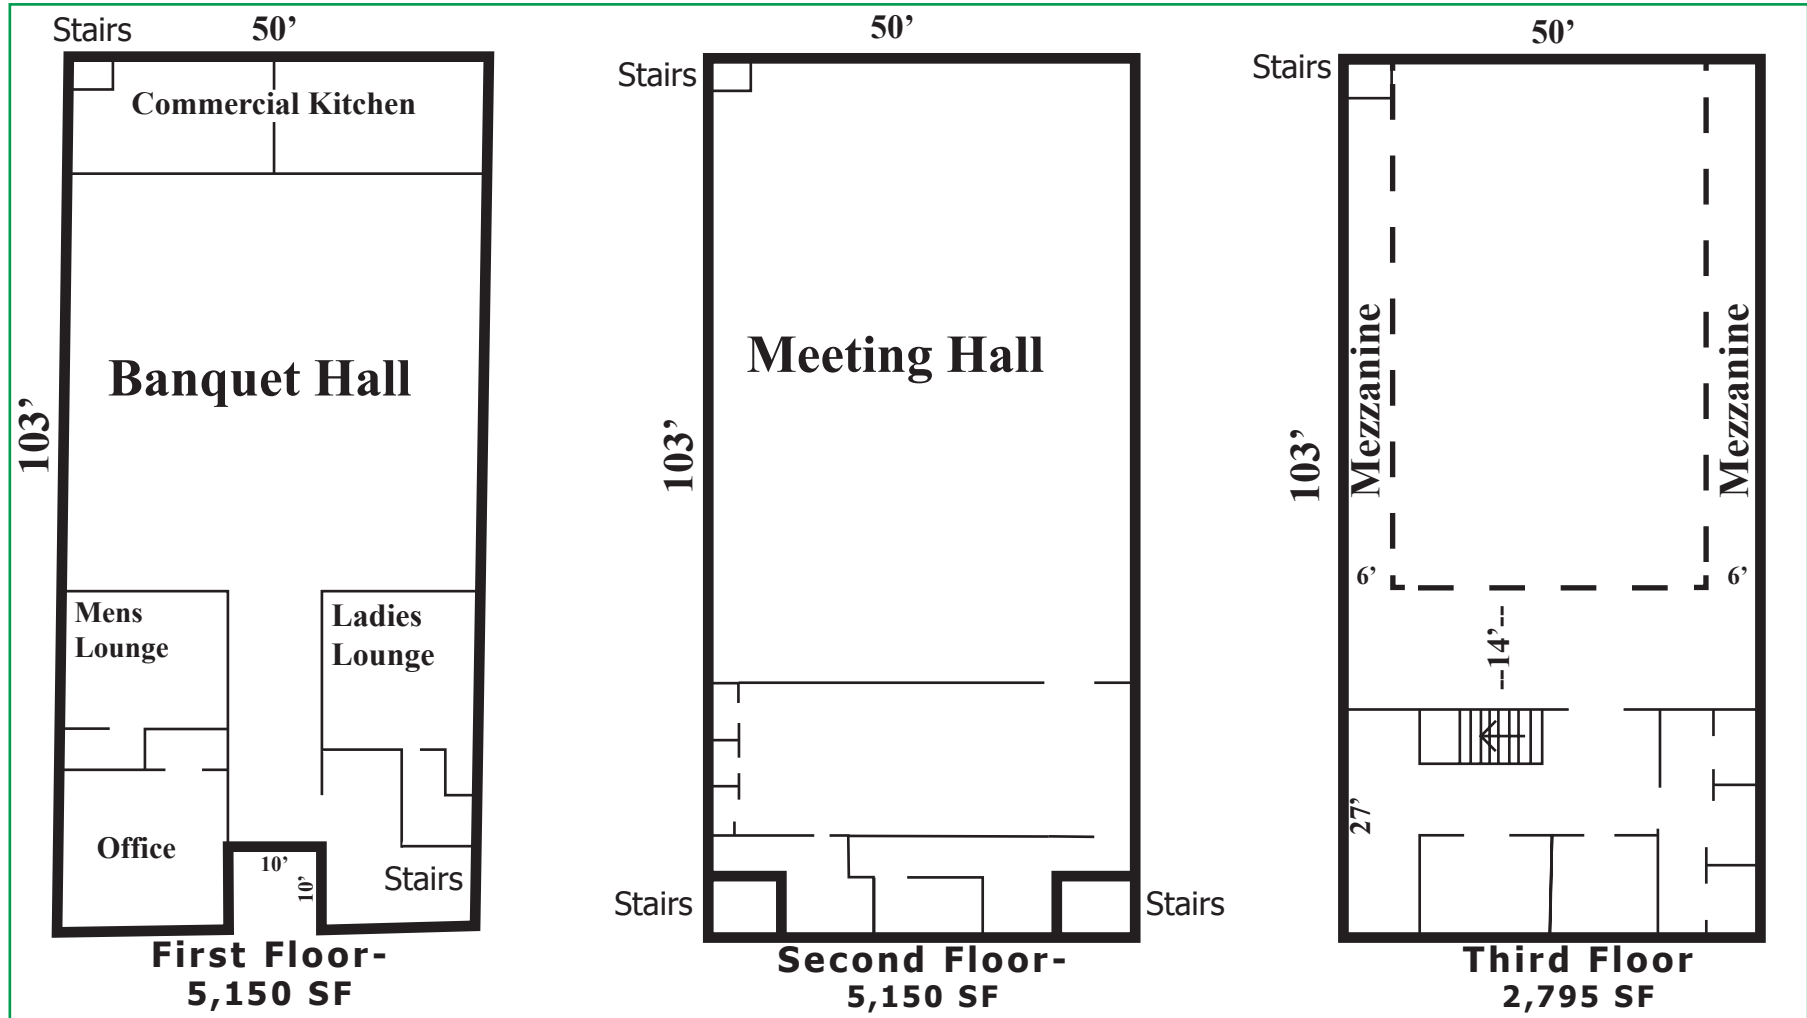 Stairs
50’
Commercial Kitchen
Banquet Hall
103’
Mens
Lounge
Ladies
Lounge
Office
10’
10’
Stairs
First Floor-
5,150 SF
50’
Stairs
Meeting Hall
103’
Stairs
Stairs
Second Floor-
5,150 SF
50’
Stairs
Mezzanine
Mezzanine
103’
6’
6’
--14’--
27’
Third Floor
2,795 SF